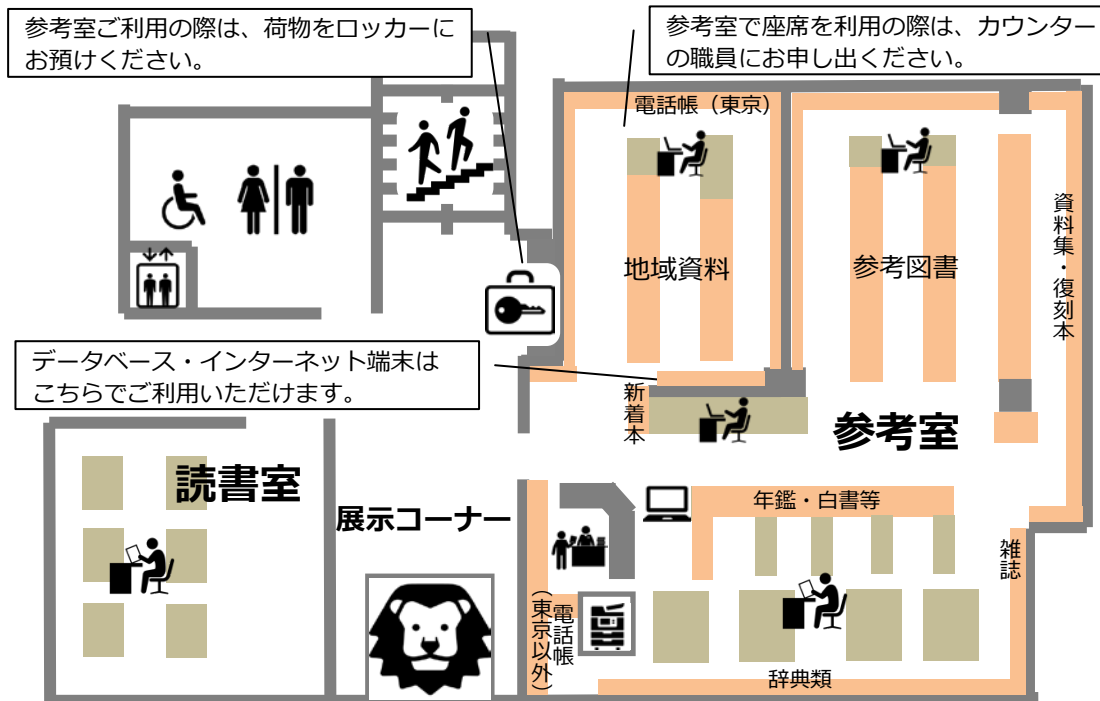 参考室ご利用の際は、荷物をロッカーに
お預けください。
参考室で座席を利用の際は、カウンター
の職員にお申し出ください。
電話帳（東京）
地域資料
参考図書
資料集・復刻本
データベース・インターネット端末は
こちらでご利用いただけます。
新着本
参考室
読書室
展示コーナー
年鑑・白書等
雑誌
電話帳
（東京以外）
辞典類